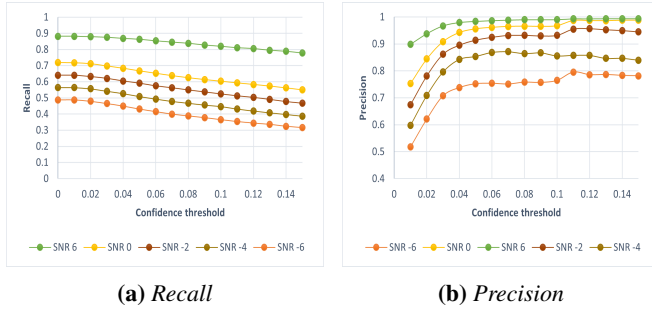 1
0.9
0.8
0.7
0.6
0.5
0.4
0.3
0.2
0.1
0
Recall
0 0.02 0.04 0.06 0.08 0.1 0.12 0.14
Confidence threshold
SNR 6 SNR 0 SNR -2 SNR -4 SNR -6
(a) Recall
1
0.9
0.8
0.7
0.6
0.5
0.4
Precision
0 0.02 0.04 0.06 0.08 0.1 0.12 0.14
Confidence threshold
SNR -6 SNR 0 SNR 6 SNR -2 SNR -4
(b) Precision